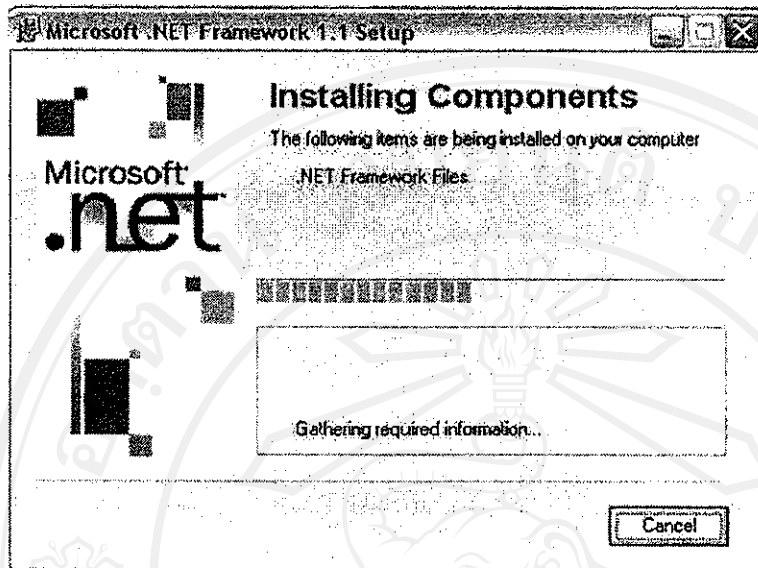 Microsoft .NET Framework 1.1 Setup
Installing Components
The following items are being installed on your computer
.NET Framework Files
Microsoft
.net
Gathering required information...
Cancel